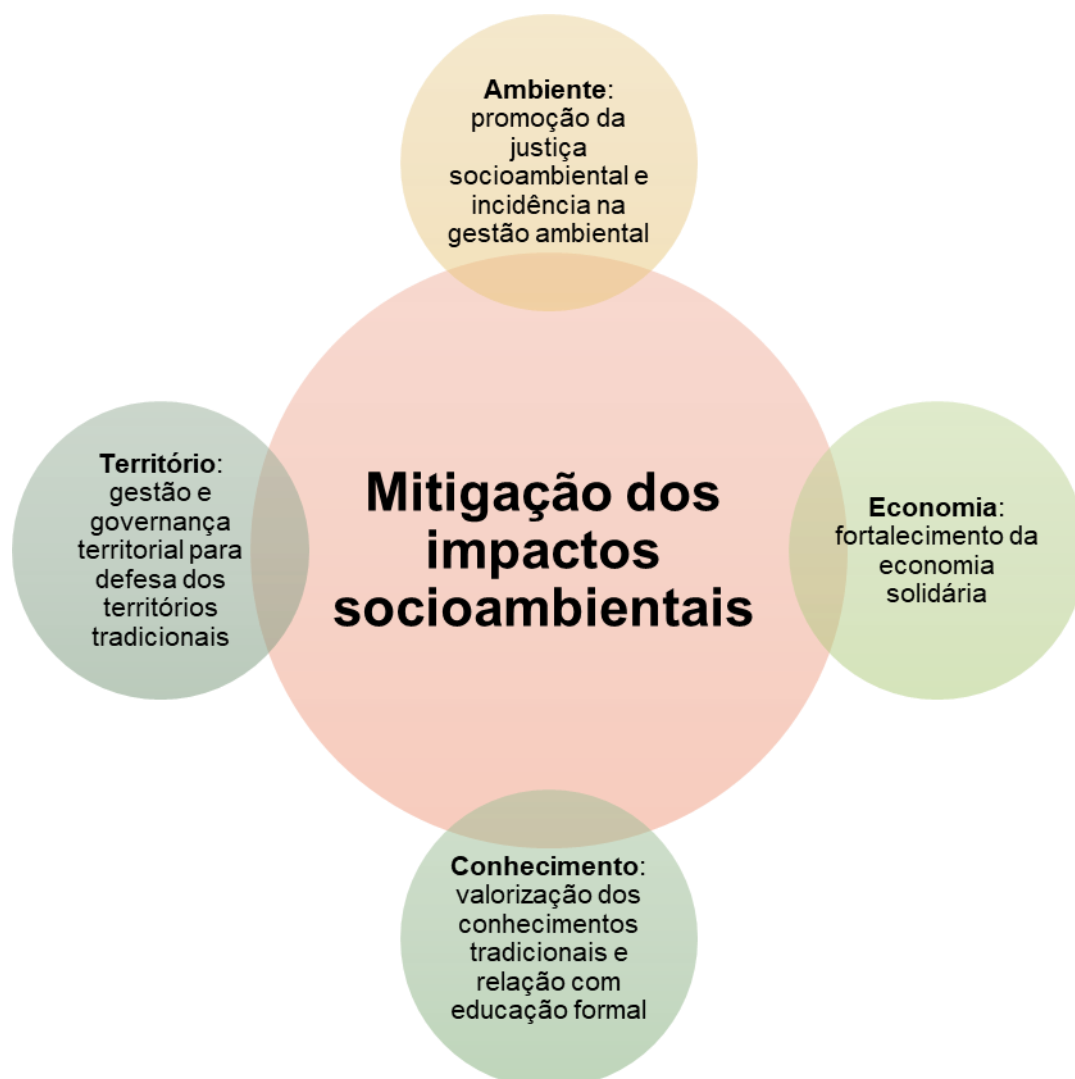 Ambiente:
promoção da
justiça
socioambiental e
incidência na
gestão ambiental
Território:
gestão e
governança
territorial para
defesa dos
territórios
tradicionais
Mitigação dos
impactos
socioambientais
Economia:
fortalecimento da
economia
solidária
Conhecimento:
valorização dos
conhecimentos
tradicionais e
relação com
educação formal